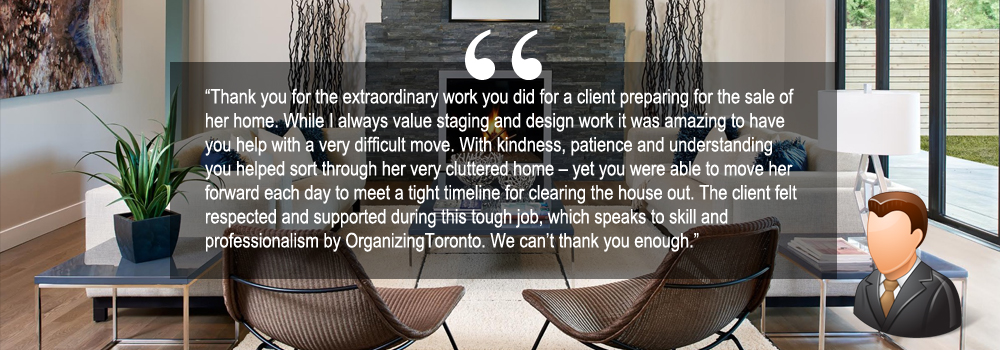 “Thank you for the extraordinary work you did for a client preparing for the sale of
her home. While I always value staging and design work it was amazing to have
you help with a very difficult move. With kindness, patience and understanding
you helped sort through her very cluttered home – yet you were able to move her
forward each day to meet a tight timeline for clearing the house out. The client felt
respected and supported during this tough job, which speaks to skill and
professionalism by OrganizingToronto. We can’t thank you enough.”